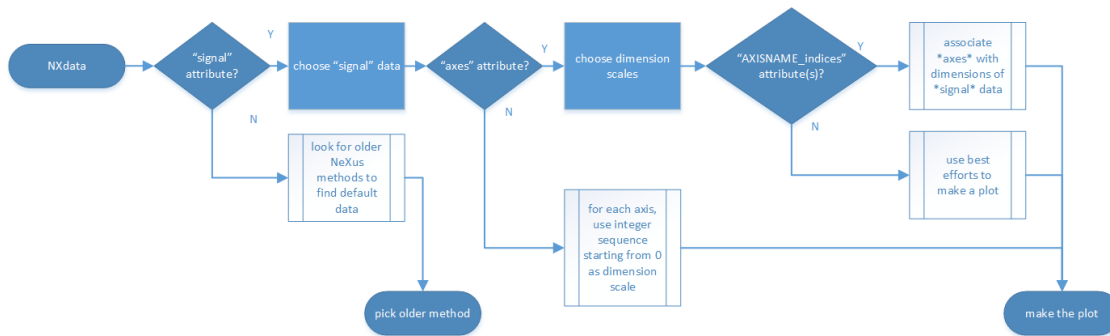 NXdata
“signal”
attribute?
Y
choose “signal” data
“axes” attribute?
Y
choose dimension
scales
“AXISNAME_indices”
attribute(s)?
Y
associate
*axes* with
dimensions of
*signal* data
N
look for older
NeXus
methods to
find default
data
N
for each axis,
use integer
sequence
starting from 0
as dimension
scale
N
use best
efforts to
make a plot
pick older method
make the plot